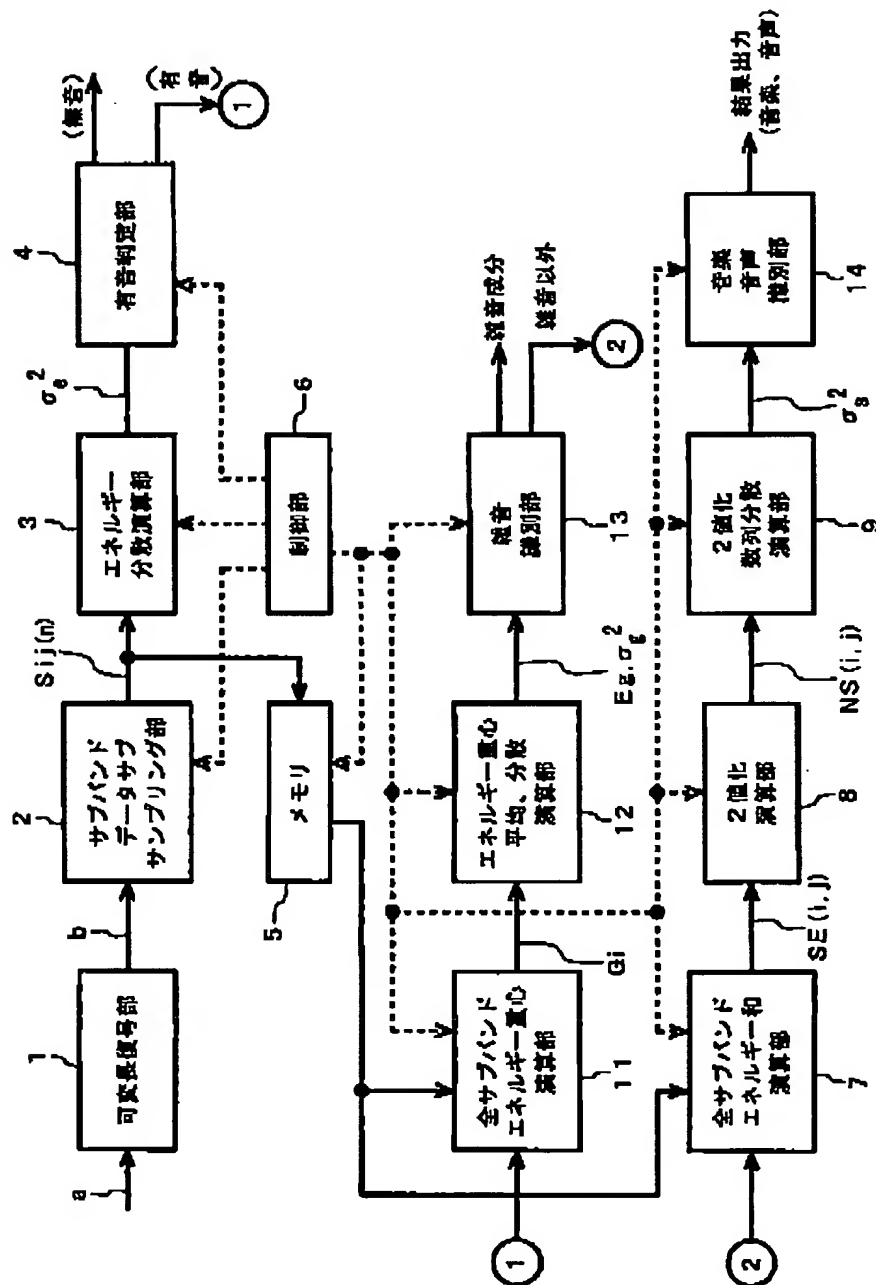 a
1
可変長復号部
b
2
サブバンド
データサブ
サンプリング部
Sij(n)
3
エネルギー
分散演算部
σe2
4
有音判定部
(無音)
(有音)
1
5
メモリ
6
制御部
1
全サブバンド
エネルギー重心
演算部
11
Gi
エネルギー重心
平均、分散
演算部
12
Eg,σg2
雑音
識別部
13
雑音成分
雑音以外
2
2
全サブバンド
エネルギー和
演算部
7
SE(i,j)
2値化
演算部
8
NS(i,j)
2値化
数列分散
演算部
9
σs2
音楽
音声
識別部
14
結果出力
(音楽、音声)